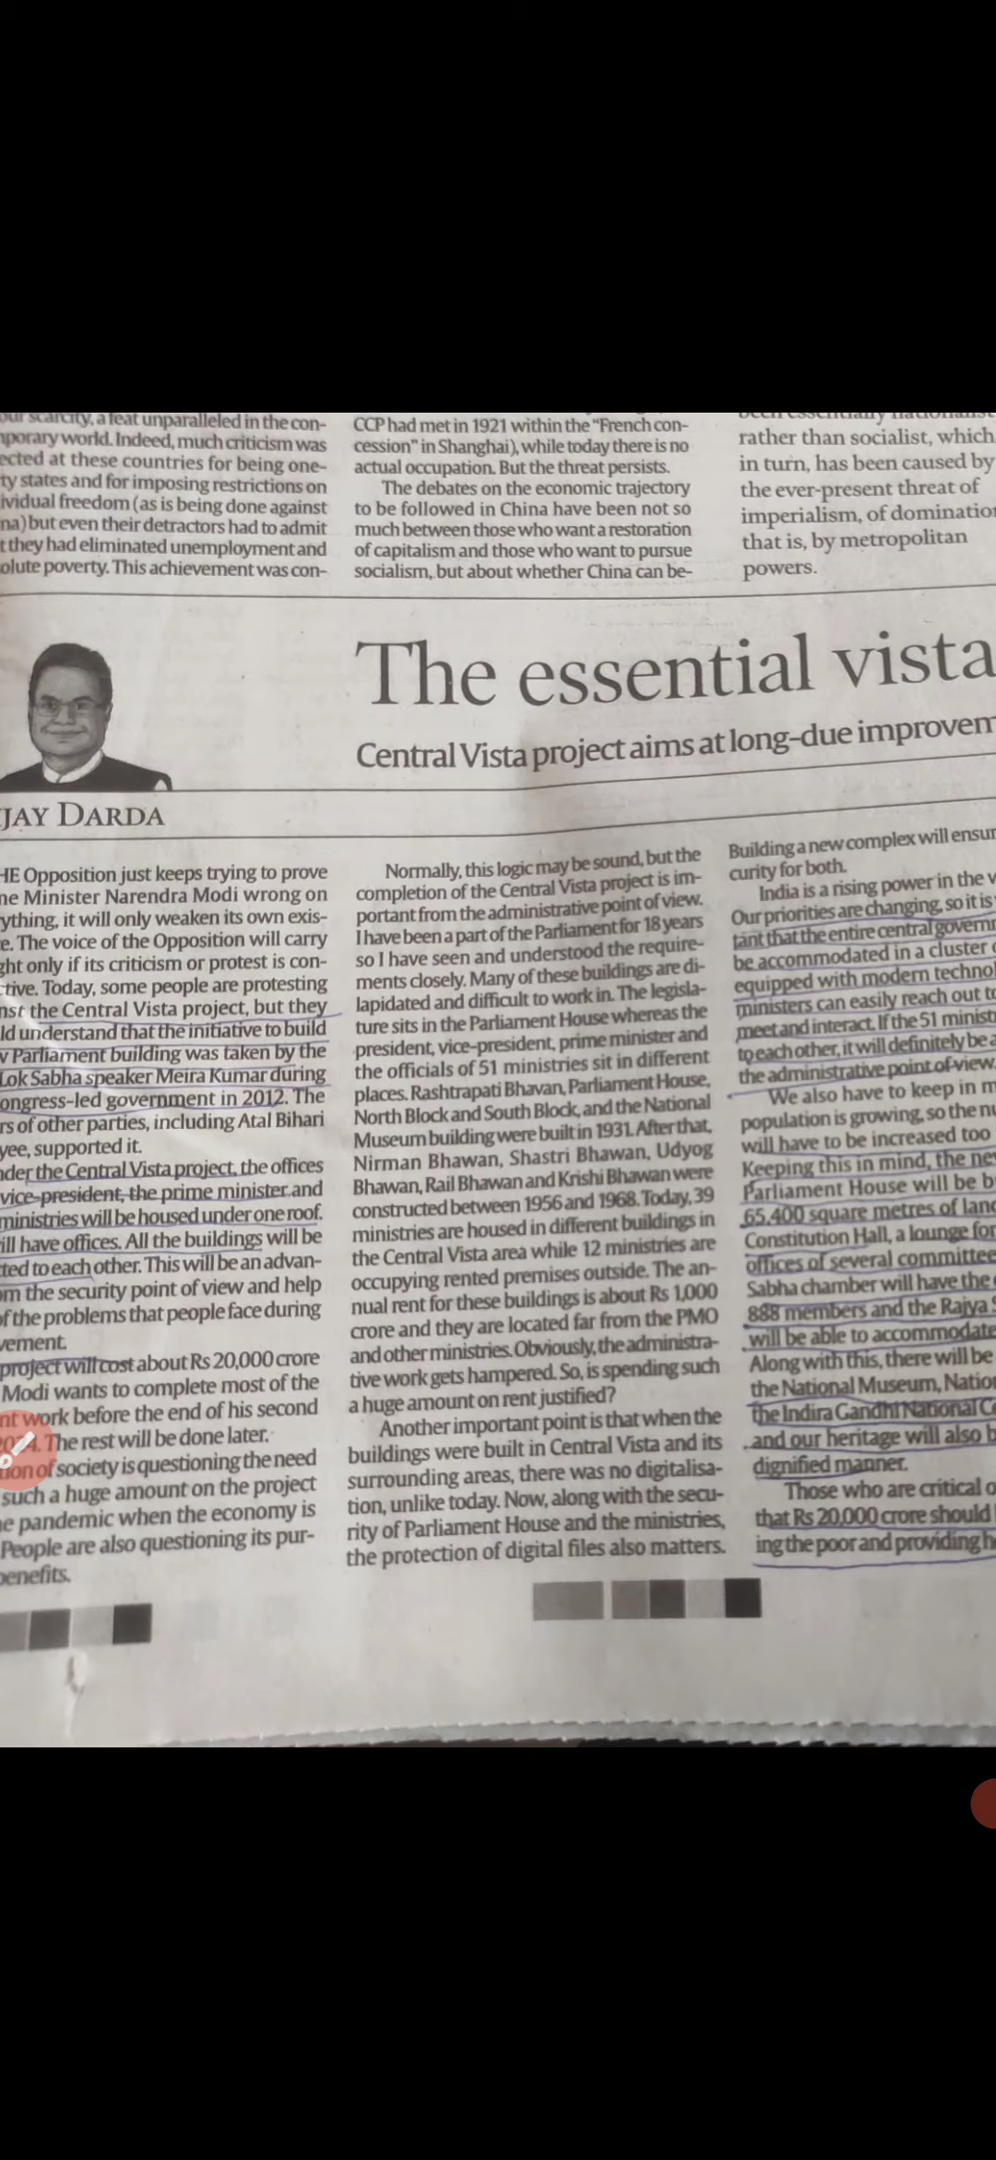 our scarcity, a feat unparalleled in the con-
nporary world. Indeed, much criticism was
ected at these countries for being one-
ty states and for imposing restrictions on
ividual freedom (as is being done against
na) but even their detractors had to admit
t they had eliminated unemployment and
olute poverty. This achievement was con-
CCP had met in 1921 within the “French con-
cession” in Shanghai), while today there is no
actual occupation. But the threat persists.
The debates on the economic trajectory
to be followed in China have been not so
much between those who want a restoration
of capitalism and those who want to pursue
socialism, but about whether China can be-
been essentially nationalist
rather than socialist, which
in turn, has been caused by
the ever-present threat of
imperialism, of dominatio
that is, by metropolitan
powers.
The essential vista
Central Vista project aims at long-due improvem
JAY DARDA
HE Opposition just keeps trying to prove
ne Minister Narendra Modi wrong on
rything, it will only weaken its own exis-
e. The voice of the Opposition will carry
ght only if its criticism or protest is con-
ctive. Today, some people are protesting
nst the Central Vista project, but they
ld understand that the initiative to build
v Parliament building was taken by the
Lok Sabha speaker Meira Kumar during
ongress-led government in 2012. The
rs of other parties, including Atal Bihari
yee, supported it.
nder the Central Vista project, the offices
vice-president, the prime minister and
ministries will be housed under one roof.
ill have offices. All the buildings will be
ted to each other. This will be an advan-
om the security point of view and help
of the problems that people face during
vement.
project will cost about Rs 20,000 crore
Modi wants to complete most of the
nt work before the end of his second
The rest will be done later.
tion of society is questioning the need
such a huge amount on the project
e pandemic when the economy is
People are also questioning its pur-
benefits.
Normally, this logic may be sound, but the
completion of the Central Vista project is im-
portant from the administrative point of view.
I have been a part of the Parliament for 18 years
so I have seen and understood the require-
ments closely. Many of these buildings are di-
lapidated and difficult to work in. The legisla-
ture sits in the Parliament House whereas the
president, vice-president, prime minister and
the officials of 51 ministries sit in different
places. Rashtrapati Bhavan, Parliament House,
North Block and South Block, and the National
Museum building were built in 1931. After that,
Nirman Bhawan, Shastri Bhawan, Udyog
Bhawan, Rail Bhawan and Krishi Bhawan were
constructed between 1956 and 1968. Today, 39
ministries are housed in different buildings in
the Central Vista area while 12 ministries are
occupying rented premises outside. The an-
nual rent for these buildings is about Rs 1,000
crore and they are located far from the PMO
and other ministries. Obviously, the administra-
tive work gets hampered. So, is spending such
a huge amount on rent justified?
Another important point is that when the
buildings were built in Central Vista and its
surrounding areas, there was no digitalisa-
tion, unlike today. Now, along with the secu-
rity of Parliament House and the ministries,
the protection of digital files also matters.
Building a new complex will ensur
curity for both.
India is a rising power in the w
Our priorities are changing, so it is
tant that the entire central governm
be accommodated in a cluster o
equipped with modern technol
ministers can easily reach out to
meet and interact. If the 51 ministr
to each other, it will definitely be a
the administrative point of view.
We also have to keep in m
population is growing, so the nu
will have to be increased too
Keeping this in mind, the nev
Parliament House will be b
65,400 square metres of land
Constitution Hall, a lounge for
offices of several committee
Sabha chamber will have the c
888 members and the Rajya S
will be able to accommodate
Along with this, there will be
the National Museum, Nation
the Indira Gandhi National Ce
and our heritage will also b
dignified manner.
Those who are critical o
that Rs 20,000 crore should
ing the poor and providing h